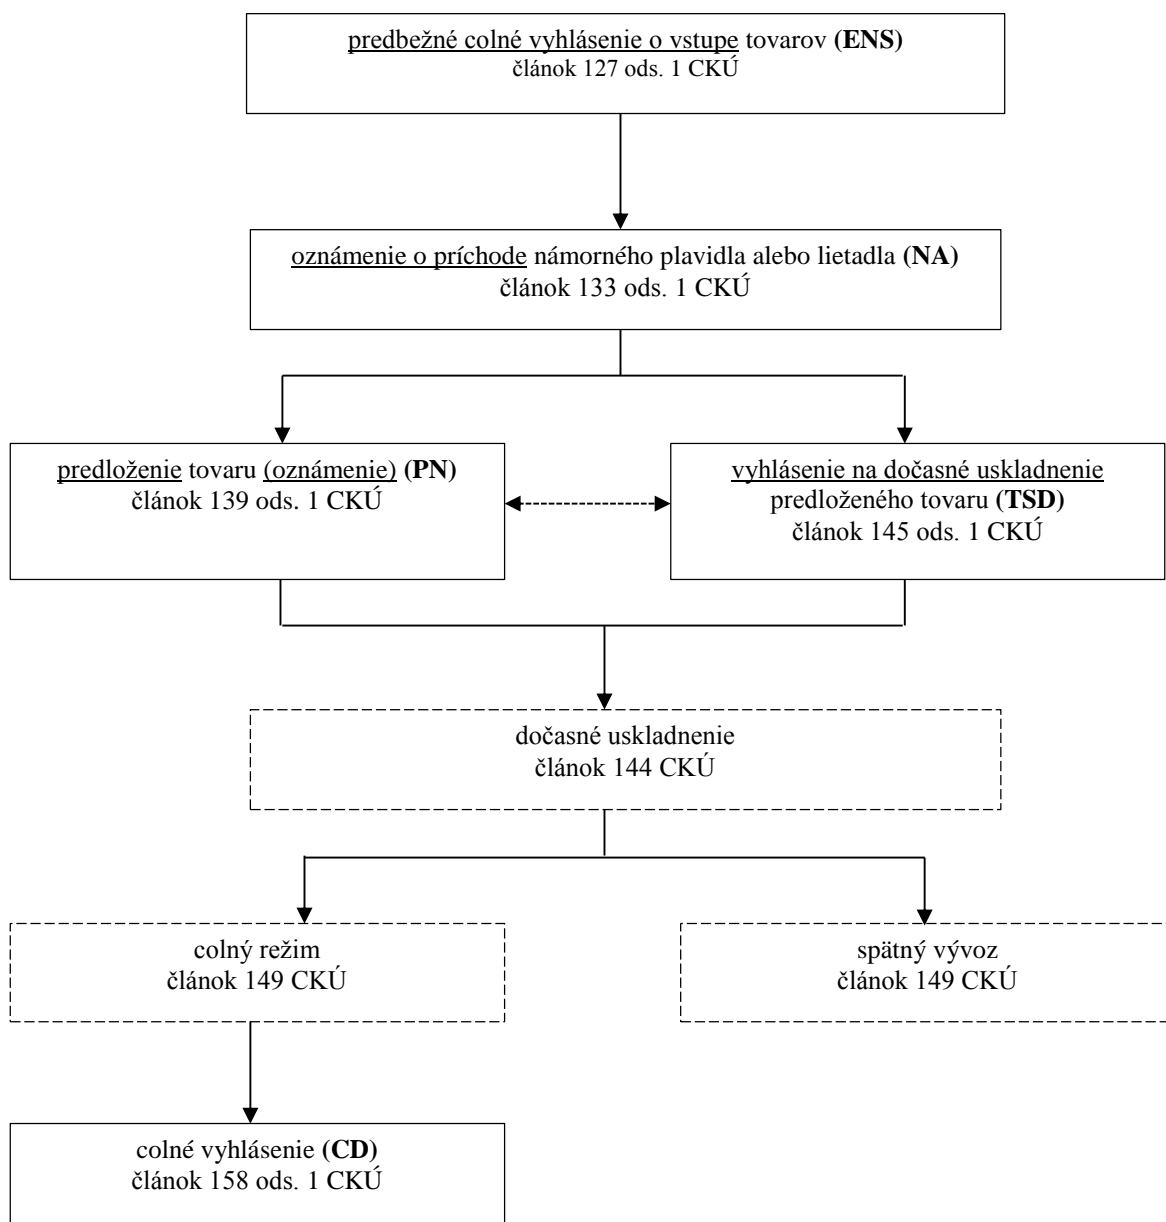 predbežné colné vyhlásenie o vstupe tovarov (ENS)
článok 127 ods. 1 CKÚ
oznámenie o príchode námorného plavidla alebo lietadla (NA)
článok 133 ods. 1 CKÚ
predloženie tovaru (oznámenie) (PN)
článok 139 ods. 1 CKÚ
vyhlásenie na dočasné uskladnenie
predloženého tovaru (TSD)
článok 145 ods. 1 CKÚ
dočasné uskladnenie
článok 144 CKÚ
colný režim
článok 149 CKÚ
spätný vývoz
článok 149 CKÚ
colné vyhlásenie (CD)
článok 158 ods. 1 CKÚ